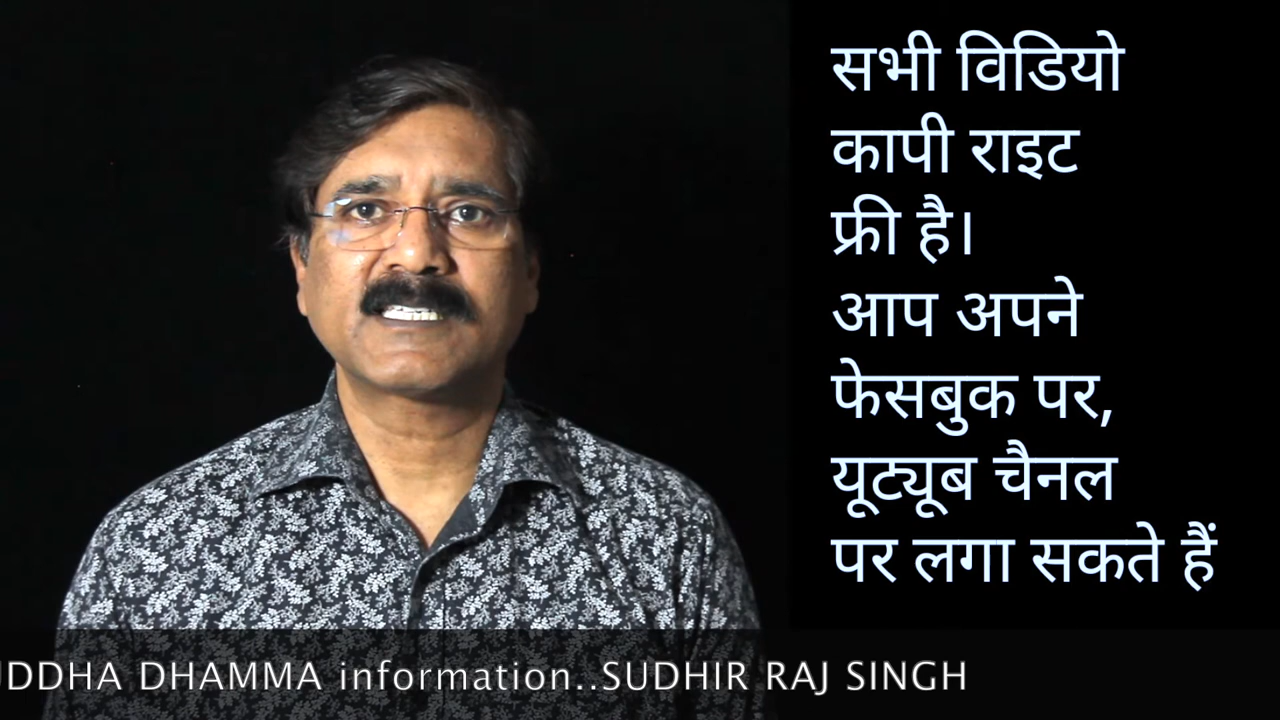 सभी विडियो
कापी राइट
फ्री है।
आप अपने
फेसबुक पर,
यूट्यूब चैनल
पर लगा सकते हैं
DDHA DHAMMA information..SUDHIR RAJ SINGH